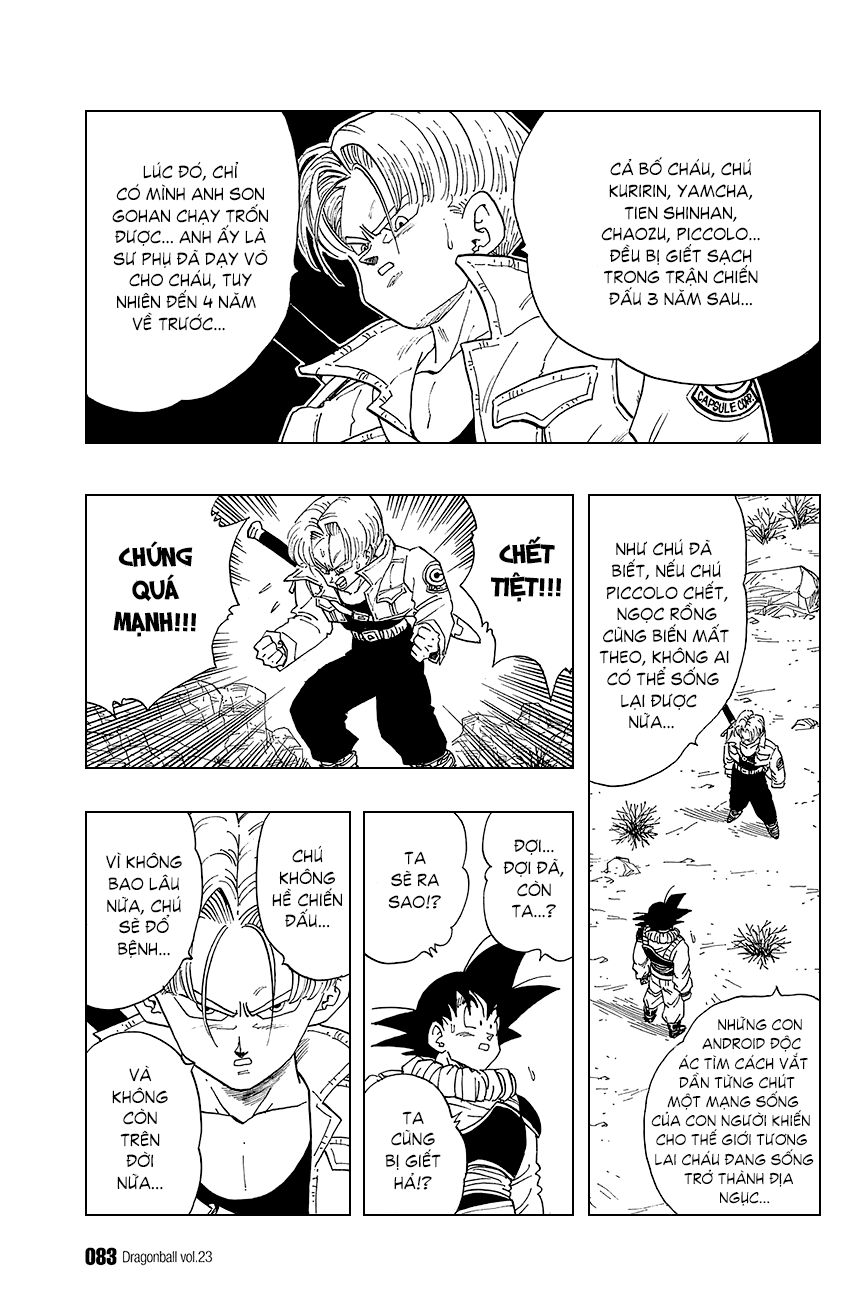 CẢ BỐ CHÁU, CHÚ
KURIRIN, YAMCHA,
TIEN SHINHAN,
CHAOZU, PICCOLO...
ĐỀU BỊ GIẾT SẠCH
TRONG TRẬN CHIẾN
ĐẤU 3 NĂM SAU...
LÚC ĐÓ, CHỈ
CÓ MÌNH ANH SON
GOHAN CHẠY TRỐN
ĐƯỢC... ANH ẤY LÀ
SƯ PHỤ ĐÃ DẠY VÕ
CHO CHÁU, TUY
NHIÊN ĐẾN 4 NĂM
VỀ TRƯỚC...
CAPSULE CORP.
NHƯ CHÚ ĐÃ
BIẾT, NẾU CHÚ
PICCOLO CHẾT,
NGỌC RỒNG
CŨNG BIẾN MẤT
THEO, KHÔNG AI
CÓ THỂ SỐNG
LẠI ĐƯỢC
NỮA...
NHỮNG CON
ANDROID ĐỘC
ÁC TÌM CÁCH VẮT
DẦN TỪNG CHÚT
MỘT MẠNG SỐNG
CỦA CON NGƯỜI KHIẾN
CHO THẾ GIỚI TƯƠNG
LAI CHÁU ĐANG SỐNG
TRỞ THÀNH ĐỊA
NGỤC...
CHẾT
TIỆT!!!
CHÚNG
QUÁ
MẠNH!!!
ĐỢI...
ĐỢI ĐÃ,
CÒN
TA...?
TA
SẼ RA
SAO!?
TA
CŨNG
BỊ GIẾT
HẢ!?
CHÚ
KHÔNG
HỀ CHIẾN
ĐẤU...
VÌ KHÔNG
BAO LÂU
NỮA, CHÚ
SẼ ĐỔ
BỆNH...
VÀ
KHÔNG
CÒN
TRÊN
ĐỜI
NỮA...
083 Dragonball vol.23